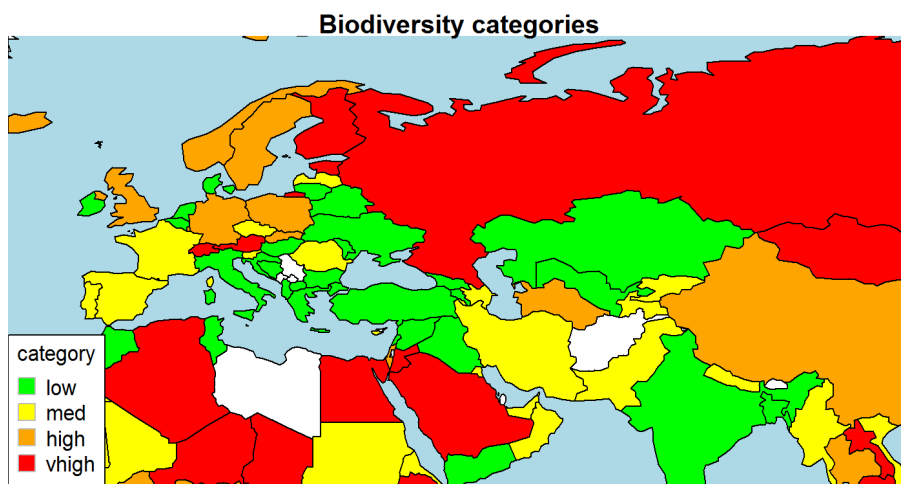 Biodiversity categories
category
low
med
high
vhigh